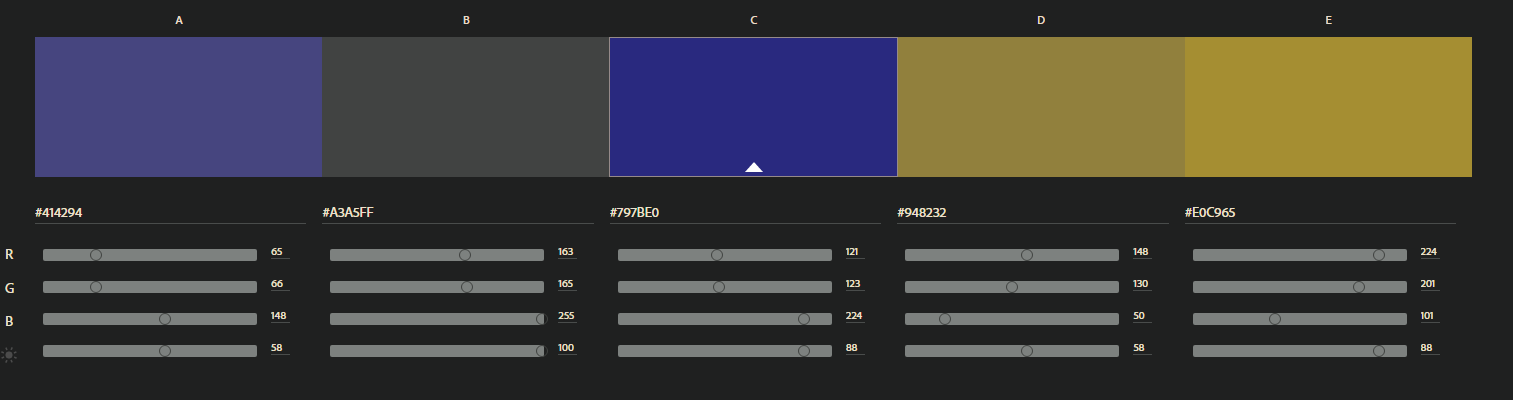 A B C D E
#414294 #A3A5FF #797BE0 #948232 #E0C965
R 65 163 121 148 224
G 66 165 123 130 201
B 148 255 224 50 101
58 100 88 58 88